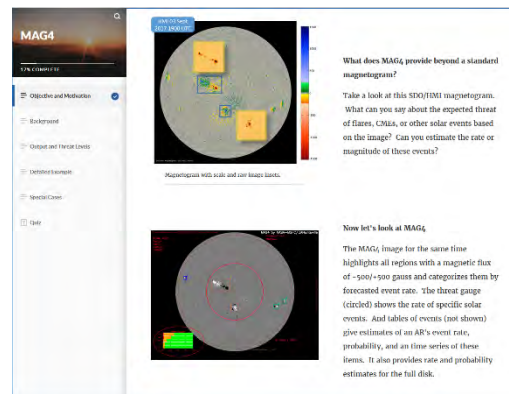 MAG4
17% COMPLETE
Objective and Motivation
Background
Output and Threat Levels
Detailed Example
Special Cases
Quiz
Magnetogram with scale and raw image insets.
What does MAG4 provide beyond a standard
magnetogram?
Take a look at this SDO/HMI magnetogram.
What can you say about the expected threat
of flares, CMEs, or other solar events based
on the image? Can you estimate the rate or
magnitude of these events?
Now let's look at MAG4
The MAG4 image for the same time
highlights all regions with a magnetic flux
of -500/+500 gauss and categorizes them by
forecasted event rate. The threat gauge
(circled) shows the rate of specific solar
events. And tables of events (not shown)
give estimates of an AR's event rate,
probability, and an time series of these
items. It also provides rate and probability
estimates for the full disk.